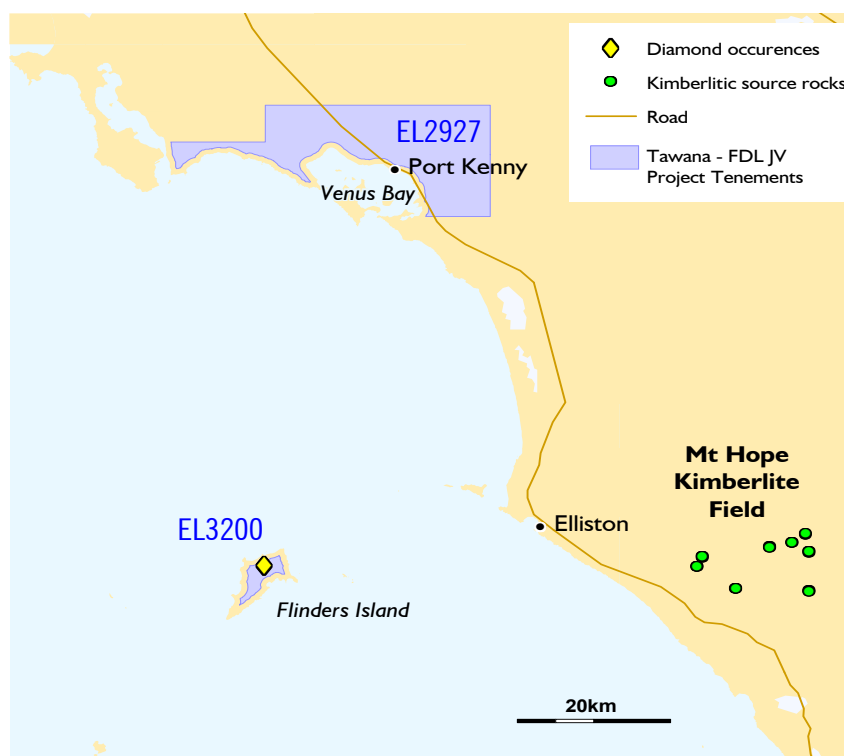 Diamond occurences
Kimberlitic source rocks
Road
Tawana - FDL JV
Project Tenements
EL2927
Port Kenny
Venus Bay
Mt Hope
Kimberlite
Field
Elliston
EL3200
Flinders Island
20km